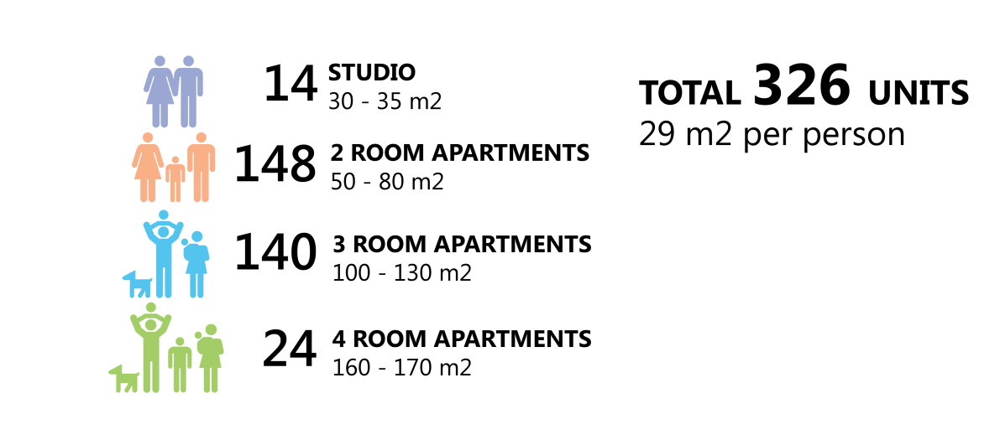 14 STUDIO
30 - 35 m2
148 2 ROOM APARTMENTS
50 - 80 m2
140 3 ROOM APARTMENTS
100 - 130 m2
24 4 ROOM APARTMENTS
160 - 170 m2
TOTAL 326 UNITS
29 m2 per person